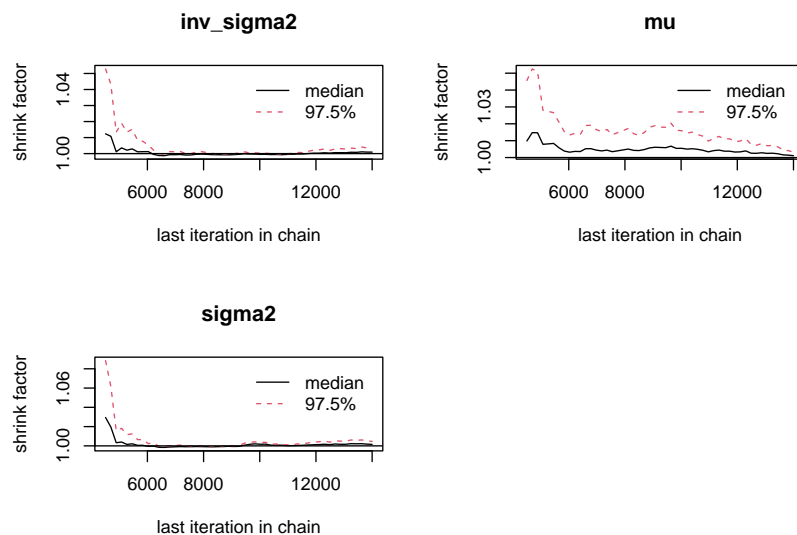 inv_sigma2
shrink factor
1.00 1.04
median
97.5%
6000 8000 12000
last iteration in chain
mu
shrink factor
1.00 1.03
median
97.5%
6000 8000 12000
last iteration in chain
sigma2
shrink factor
1.00 1.06
median
97.5%
6000 8000 12000
last iteration in chain